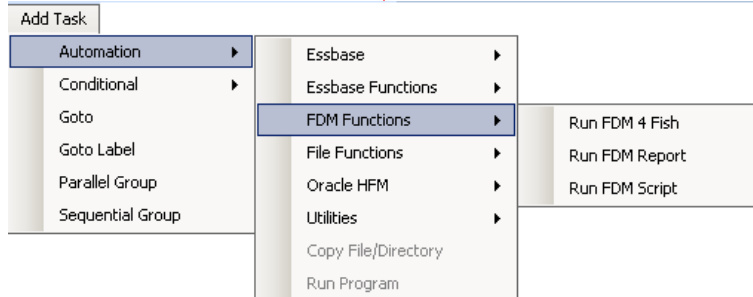 Add Task
Automation
Conditional
Goto
Goto Label
Parallel Group
Sequential Group
Essbase
Essbase Functions
FDM Functions
File Functions
Oracle HFM
Utilities
Copy File/Directory
Run Program
Run FDM 4 Fish
Run FDM Report
Run FDM Script